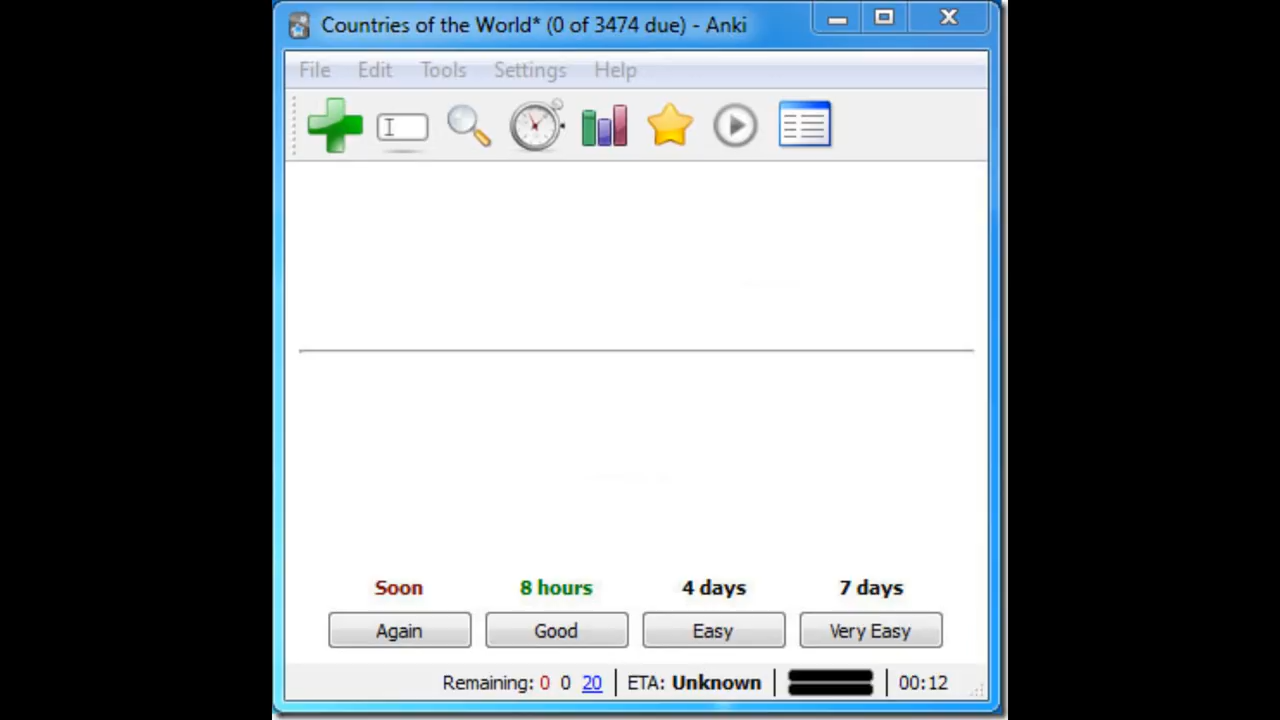 Countries of the World* (0 of 3474 due) - Anki
File Edit Tools Settings Help
Soon 8 hours 4 days 7 days
Again Good Easy Very Easy
Remaining: 0 0 20 ETA: Unknown 00:12